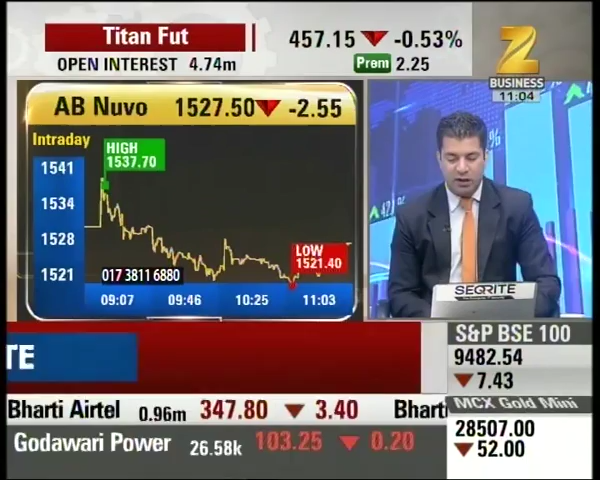 Titan Fut 457.15 -0.53%
OPEN INTEREST 4.74m Prem 2.25
Z
BUSINESS
11:04
AB Nuvo 1527.50 -2.55
Intraday
HIGH
1537.70
1541
1534
1528
1521
LOW
1521.40
017 3811 6880
09:07 09:46 10:25 11:03
%
SEQRITE
TE
S&P BSE 100
9482.54
7.43
Bharti Airtel 0.96m 347.80 3.40 Bharti
MCX Gold Mini
28507.00
52.00
Godawari Power 26.58k 103.25 0.20